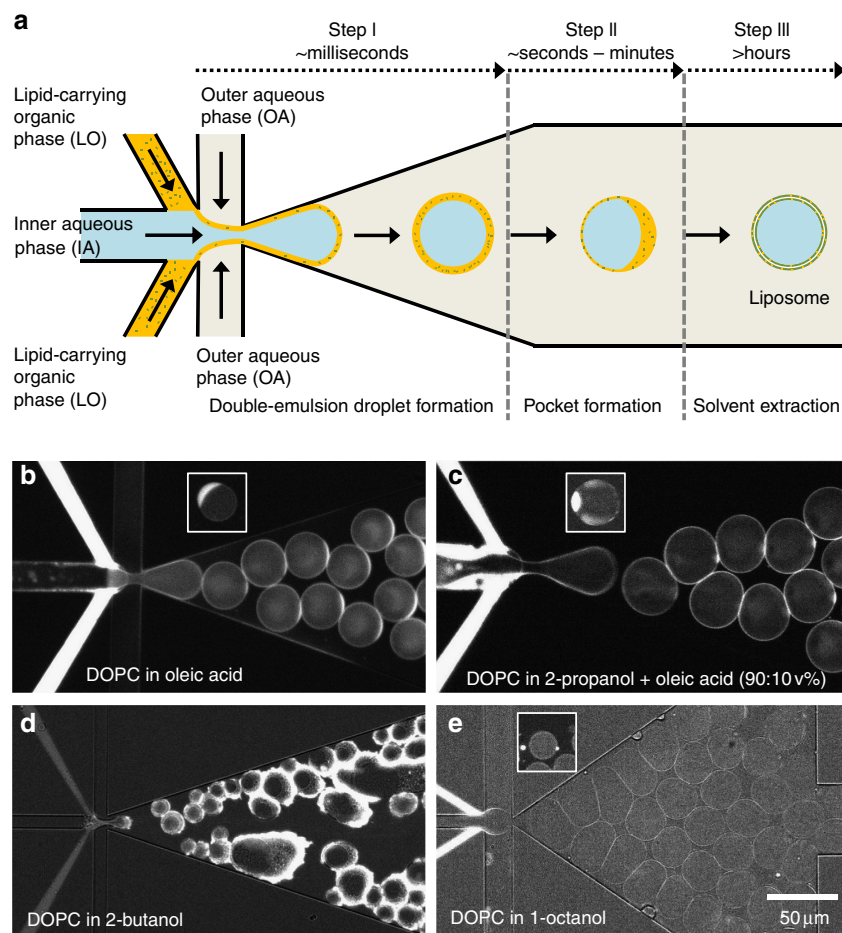 a
Step I
~milliseconds
Step II
~seconds – minutes
Step III
>hours
Lipid-carrying
organic
phase (LO)
Outer aqueous
phase (OA)
Inner aqueous
phase (IA)
Liposome
Lipid-carrying
organic
phase (LO)
Outer aqueous
phase (OA)
Double-emulsion droplet formation
Pocket formation
Solvent extraction
b
DOPC in oleic acid
c
DOPC in 2-propanol + oleic acid (90:10 v%)
d
DOPC in 2-butanol
e
DOPC in 1-octanol
50 μm